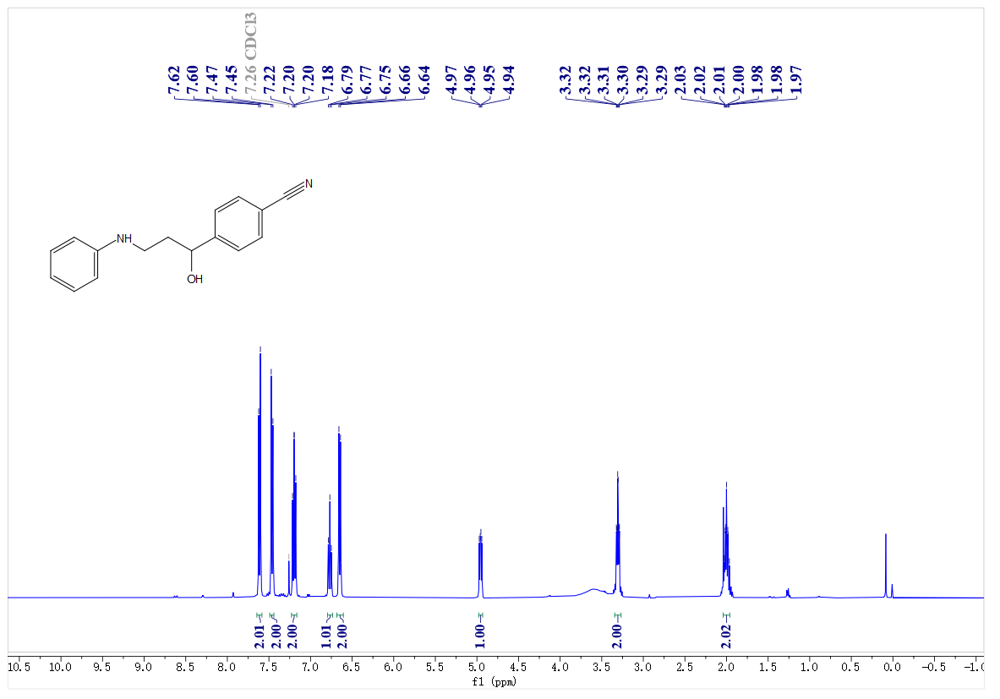 7.62 7.60 7.47 7.45 7.26 CDCl3 7.22 7.20 7.20 7.18 6.79 6.77 6.75 6.66 6.64 4.97 4.96 4.95 4.94 3.32 3.32 3.31 3.30 3.29 3.29 2.03 2.02 2.01 2.00 1.98 1.98 1.97
N
NH
OH
2.01 2.00 2.00 1.01 2.00 1.00 2.00 2.02
10.5 10.0 9.5 9.0 8.5 8.0 7.5 7.0 6.5 6.0 5.5 5.0 4.5 4.0 3.5 3.0 2.5 2.0 1.5 1.0 0.5 0.0 -0.5 -1.0
f1 (ppm)